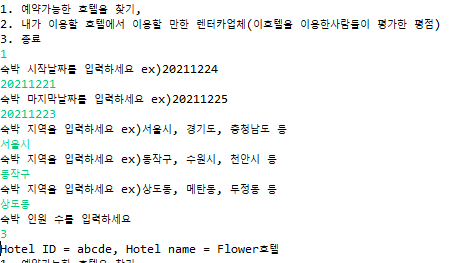 1. 예약가능한 호텔을 찾기,
2. 내가 이용할 호텔에서 이용할 만한 렌터카업체(이호텔을 이용한사람들이 평가한 평점)
3. 종료
1
숙박 시작날짜를 입력하세요 ex)20211224
20211221
숙박 마지막날짜를 입력하세요 ex)20211225
20211223
숙박 지역을 입력하세요 ex)서울시, 경기도, 충청남도 등
서울시
숙박 지역을 입력하세요 ex)동작구, 수원시, 천안시 등
동작구
숙박 지역을 입력하세요 ex)상도동, 메탄동, 두정동 등
상도동
숙박 인원 수를 입력하세요
3
Hotel ID = abcde, Hotel name = Flower호텔
1. 예약가능한 호텔을 찾기,